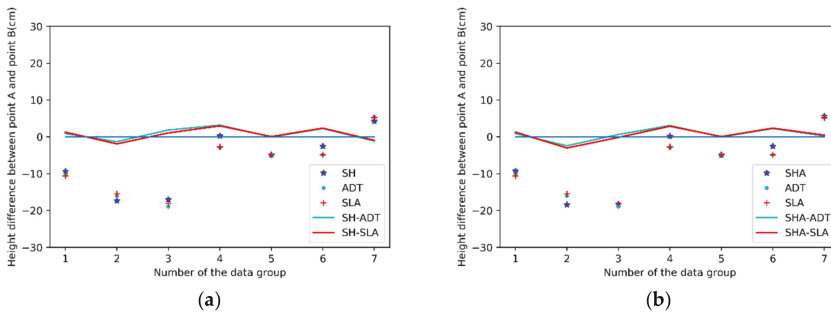 Height difference between point A and point B(cm)
30
20
10
0
−10
−20
−30
1 2 3 4 5 6 7
Number of the data group
SH
ADT
SLA
SH-ADT
SH-SLA
(a)
Height difference between point A and point B(cm)
30
20
10
0
−10
−20
−30
1 2 3 4 5 6 7
Number of the data group
SHA
ADT
SLA
SHA-ADT
SHA-SLA
(b)